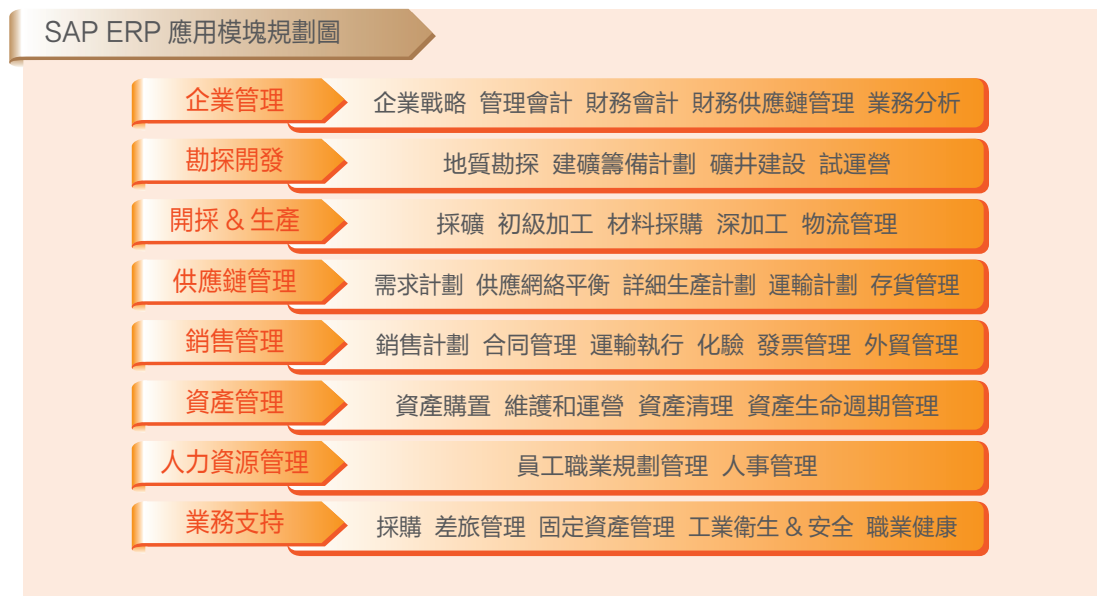 SAP ERP 應用模塊規劃圖
企業管理 企業戰略 管理會計 財務會計 財務供應鏈管理 業務分析
勘探開發 地質勘探 建礦籌備計劃 礦井建設 試運營
開採 & 生產 採礦 初級加工 材料採購 深加工 物流管理
供應鏈管理 需求計劃 供應網絡平衡 詳細生產計劃 運輸計劃 存貨管理
銷售管理 銷售計劃 合同管理 運輸執行 化驗 發票管理 外貿管理
資產管理 資產購置 維護和運營 資產清理 資產生命週期管理
人力資源管理 員工職業規劃管理 人事管理
業務支持 採購 差旅管理 固定資產管理 工業衛生 & 安全 職業健康